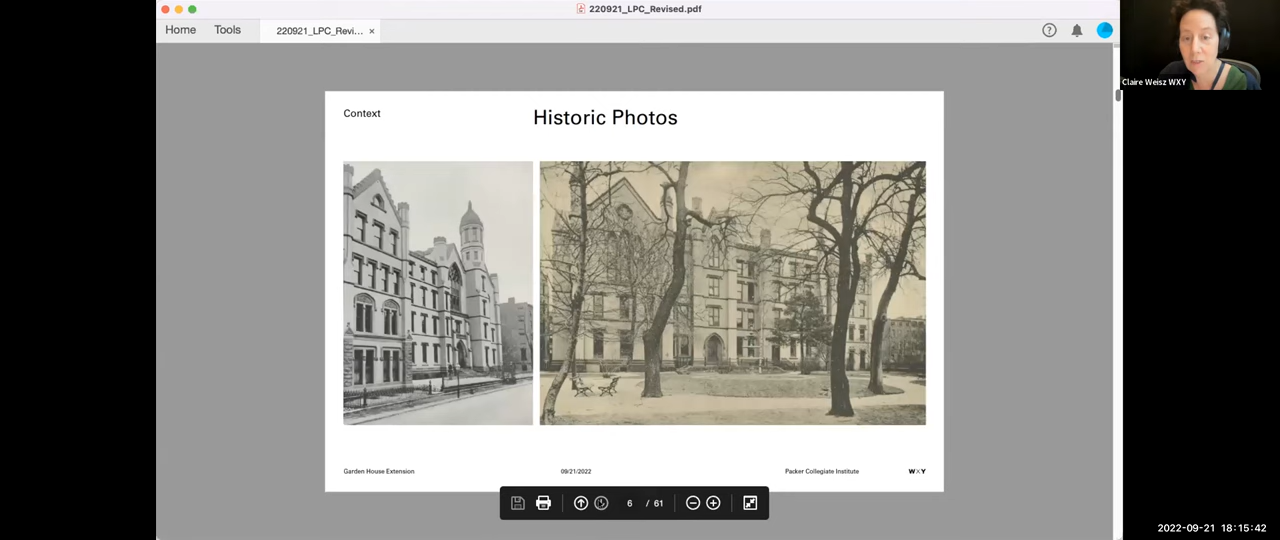 220921_LPC_Revised.pdf
Home
Tools
220921_LPC_Revi...
Claire Weisz WXY
Context
Historic Photos
Garden House Extension
09/21/2022
Packer Collegiate Institute
WXY
6 / 61
2022-09-21 18:15:42